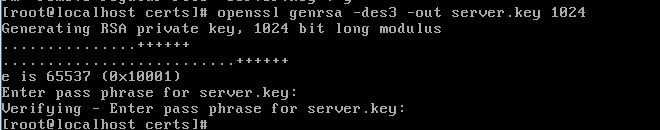 [root@localhost certs]# openssl genrsa -des3 -out server.key 1024
Generating RSA private key, 1024 bit long modulus
...............++++++
..........................++++++
e is 65537 (0x10001)
Enter pass phrase for server.key:
Verifying - Enter pass phrase for server.key:
[root@localhost certs]#